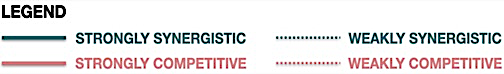 LEGEND
STRONGLY SYNERGISTIC WEAKLY SYNERGISTIC
STRONGLY COMPETITIVE WEAKLY COMPETITIVE